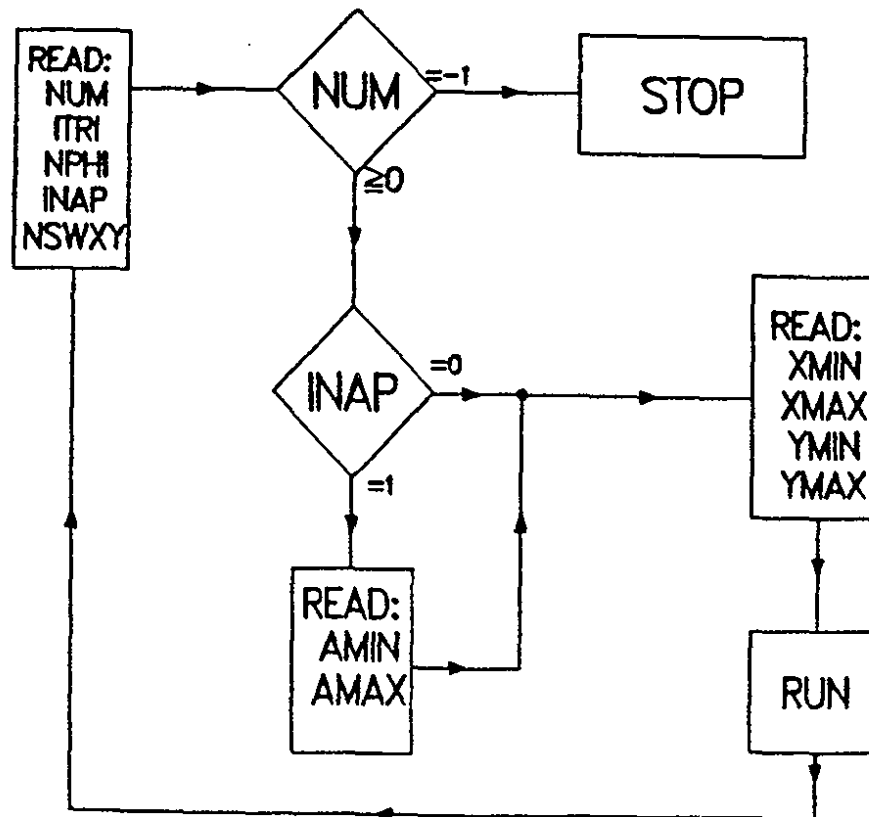 READ:
NUM
ITRI
NPHI
INAP
NSWXY
NUM
=-1
STOP
≧0
INAP
=0
=1
READ:
AMIN
AMAX
READ:
XMIN
XMAX
YMIN
YMAX
RUN